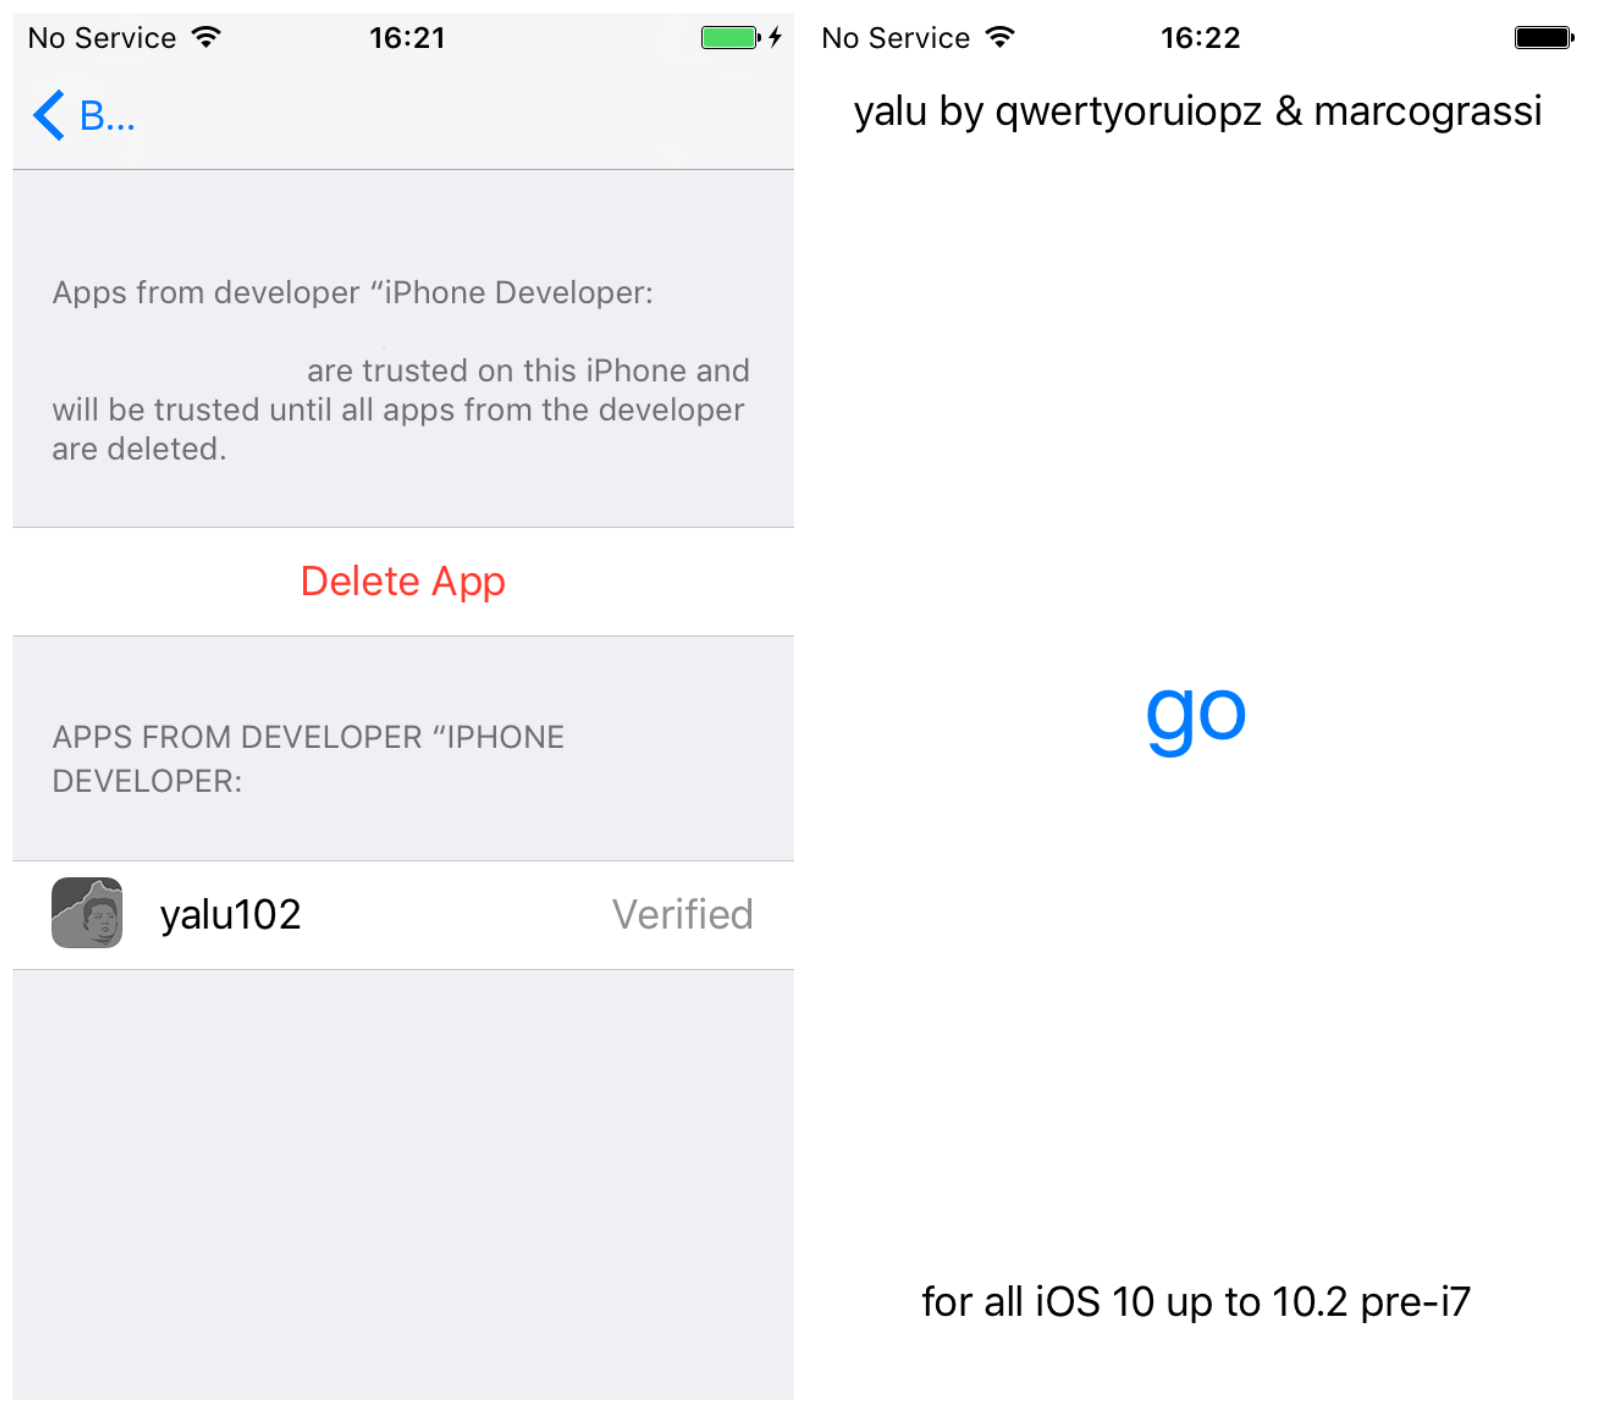 No Service 16:21
B...
Apps from developer “iPhone Developer:
are trusted on this iPhone and
will be trusted until all apps from the developer
are deleted.
Delete App
APPS FROM DEVELOPER “IPHONE
DEVELOPER:
yalu102 Verified
No Service 16:22
yalu by qwertyoruiopz & marcograssi
go
for all iOS 10 up to 10.2 pre-i7